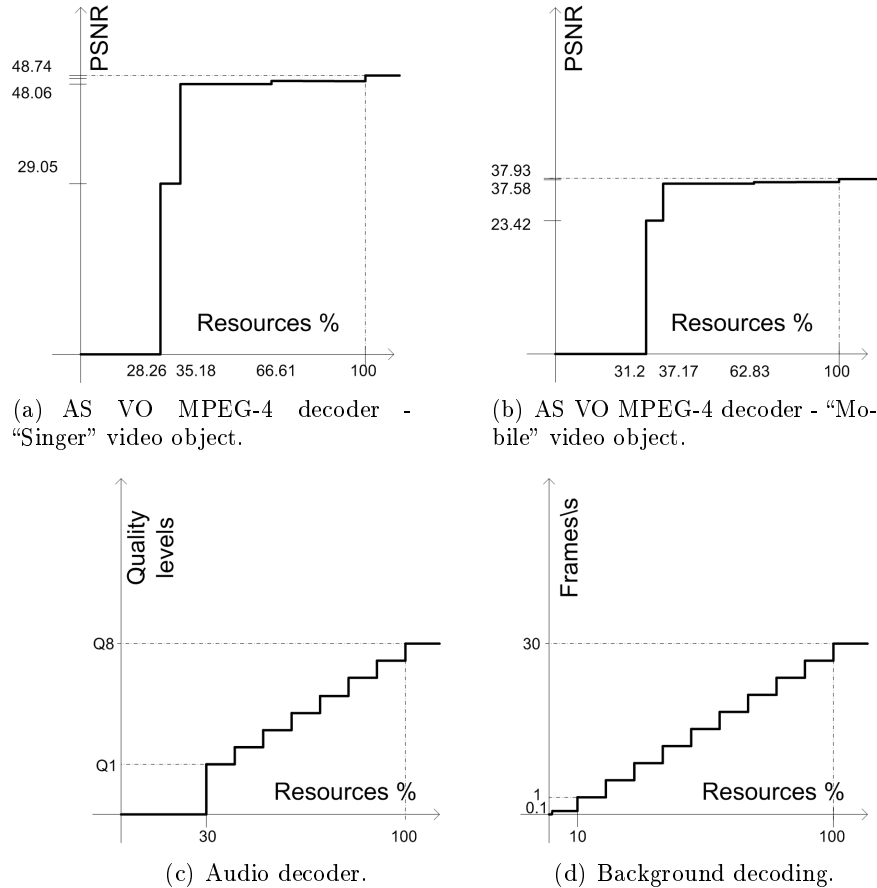 PSNR
48.74
48.06
29.05
Resources %
28.26 35.18 66.61 100
(a) AS VO MPEG-4 decoder -
“Singer” video object.
PSNR
37.93
37.58
23.42
Resources %
31.2 37.17 62.83 100
(b) AS VO MPEG-4 decoder - “Mo-
bile” video object.
Quality
levels
Q8
Q1
Resources %
30 100
(c) Audio decoder.
Frames\s
30
1
0.1
Resources %
10 100
(d) Background decoding.